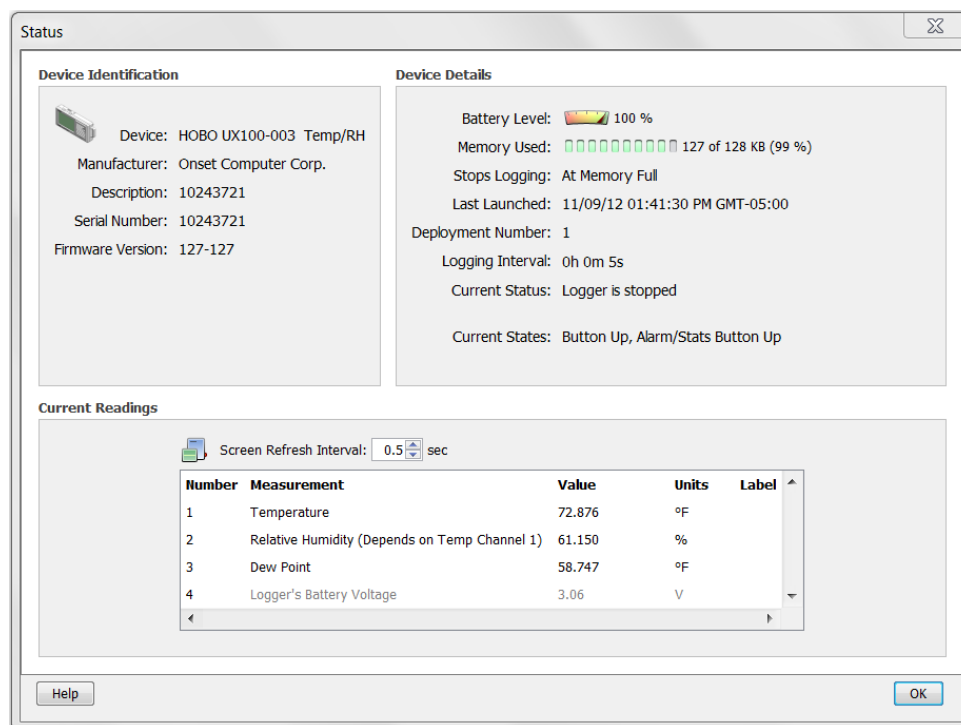 Status
Device Identification
Device: HOBO UX100-003 Temp/RH
Manufacturer: Onset Computer Corp.
Description: 10243721
Serial Number: 10243721
Firmware Version: 127-127
Device Details
Battery Level: 100 %
Memory Used: 127 of 128 KB (99 %)
Stops Logging: At Memory Full
Last Launched: 11/09/12 01:41:30 PM GMT-05:00
Deployment Number: 1
Logging Interval: 0h 0m 5s
Current Status: Logger is stopped
Current States: Button Up, Alarm/Stats Button Up
Current Readings
Screen Refresh Interval: 0.5 sec
Number Measurement Value Units Label
1 Temperature 72.876 ºF
2 Relative Humidity (Depends on Temp Channel 1) 61.150 %
3 Dew Point 58.747 ºF
4 Logger's Battery Voltage 3.06 V
Help OK